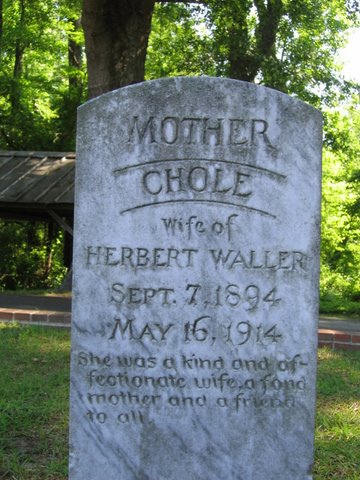 MOTHER
CHOLE
Wife of
HERBERT WALLER
SEPT. 7, 1894
MAY 16, 1914
She was a kind and af-
fectionate wife, a fond
mother and a friend
to all.